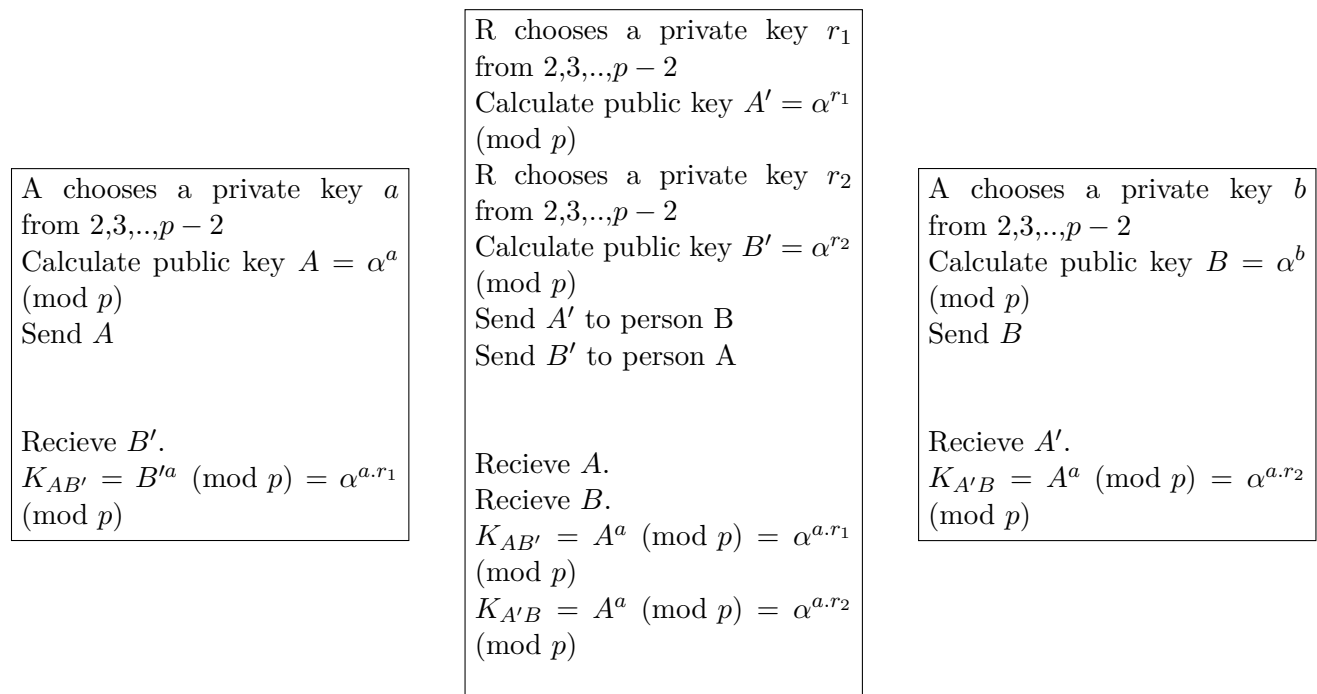 A chooses a private key a
from 2,3,..,p − 2
Calculate public key A = α^a
(mod p)
Send A
Recieve B′.
K_{AB′} = B′^a (mod p) = α^{a.r_1}
(mod p)
R chooses a private key r_1
from 2,3,..,p − 2
Calculate public key A′ = α^{r_1}
(mod p)
R chooses a private key r_2
from 2,3,..,p − 2
Calculate public key B′ = α^{r_2}
(mod p)
Send A′ to person B
Send B′ to person A
Recieve A.
Recieve B.
K_{AB′} = A^a (mod p) = α^{a.r_1}
(mod p)
K_{A′B} = A^a (mod p) = α^{a.r_2}
(mod p)
A chooses a private key b
from 2,3,..,p − 2
Calculate public key B = α^b
(mod p)
Send B
Recieve A′.
K_{A′B} = A^a (mod p) = α^{a.r_2}
(mod p)